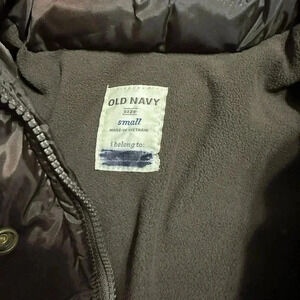 OLD NAVY
small
MADE IN VIETNAM
i belong to: